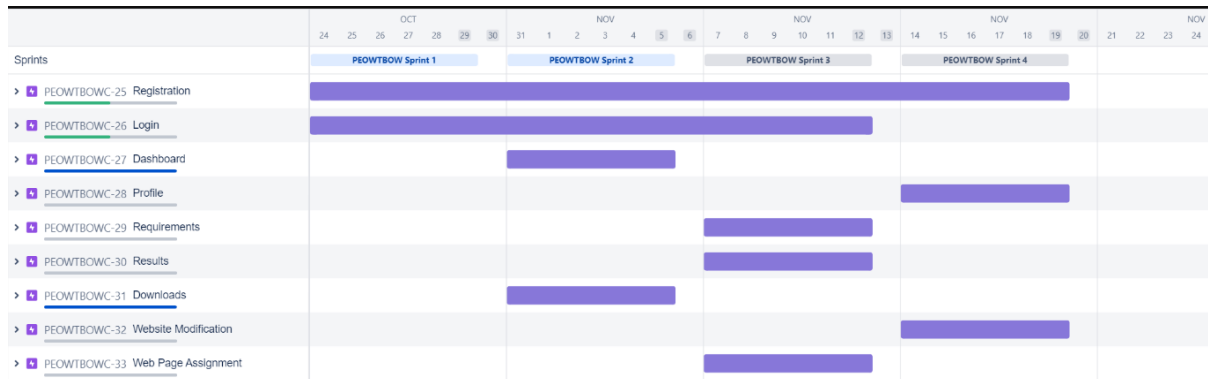 OCT NOV NOV NOV NOV NOV
24 25 26 27 28 29 30 31 1 2 3 4 5 6 7 8 9 10 11 12 13 14 15 16 17 18 19 20 21 22 23 24
Sprints PEOWTBOW Sprint 1 PEOWTBOW Sprint 2 PEOWTBOW Sprint 3 PEOWTBOW Sprint 4
PEOWTBOWC-25 Registration
PEOWTBOWC-26 Login
PEOWTBOWC-27 Dashboard
PEOWTBOWC-28 Profile
PEOWTBOWC-29 Requirements
PEOWTBOWC-30 Results
PEOWTBOWC-31 Downloads
PEOWTBOWC-32 Website Modification
PEOWTBOWC-33 Web Page Assignment